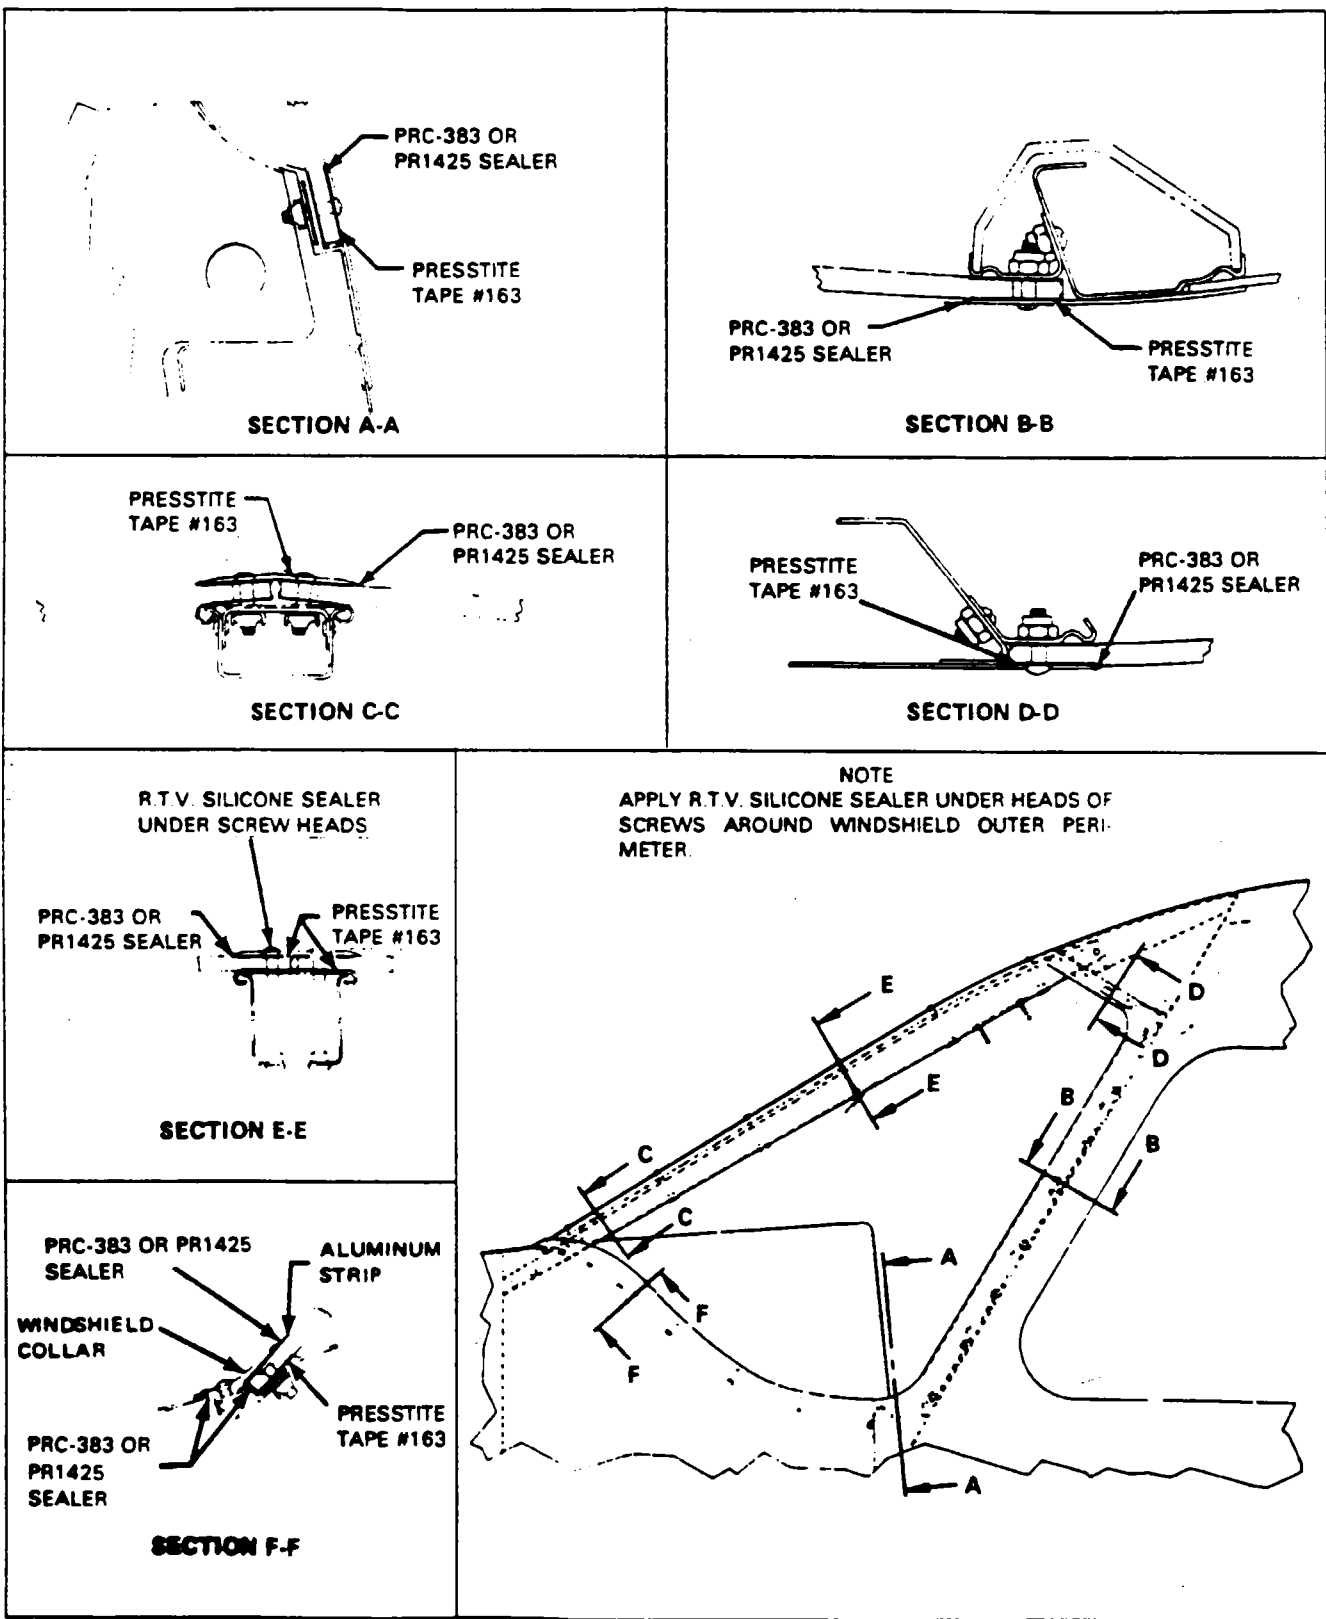 PRC-383 OR
PR1425 SEALER
PRESSTITE
TAPE #163
SECTION A-A
PRC-383 OR
PR1425 SEALER
PRESSTITE
TAPE #163
SECTION B-B
PRESSTITE
TAPE #163
PRC-383 OR
PR1425 SEALER
SECTION C-C
PRESSTITE
TAPE #163
PRC-383 OR
PR1425 SEALER
SECTION D-D
R.T.V. SILICONE SEALER
UNDER SCREW HEADS
PRC-383 OR
PR1425 SEALER
PRESSTITE
TAPE #163
SECTION E-E
PRC-383 OR PR1425
SEALER
ALUMINUM
STRIP
WINDSHIELD
COLLAR
PRESSTITE
TAPE #163
PRC-383 OR
PR1425
SEALER
SECTION F-F
NOTE
APPLY R.T.V. SILICONE SEALER UNDER HEADS OF
SCREWS AROUND WINDSHIELD OUTER PERI-
METER.
E
D
D
E
B
B
C
C
A
F
F
A